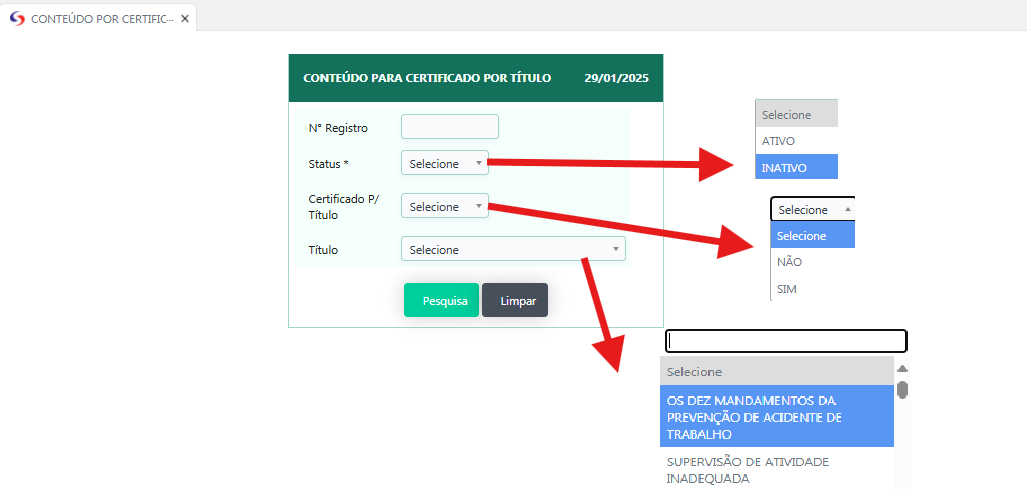 CONTEÚDO POR CERTIFIC...
CONTEÚDO PARA CERTIFICADO POR TÍTULO 29/01/2025
N° Registro
Status * Selecione
Certificado P/
Título
Selecione
Título Selecione
Pesquisa Limpar
Selecione
ATIVO
INATIVO
Selecione
Selecione
NÃO
SIM
Selecione
OS DEZ MANDAMENTOS DA
PREVENÇÃO DE ACIDENTE DE
TRABALHO
SUPERVISÃO DE ATIVIDADE
INADEQUADA